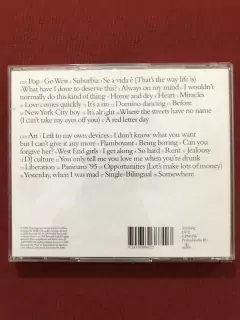 CD1 Pop · Go West · Suburbia · Se a vida é (That's the way life is)
· What have I done to deserve this? · Always on my mind · I wouldn't
normally do this kind of thing · Home and dry · Heart · Miracles
· Love comes quickly · It's a sin · Domino dancing · Before
· New York City boy · It's alright · Where the streets have no name
(I can't take my eyes off you) · A red letter day
CD2 Art · Left to my own devices · I don't know what you want
but I can't give it any more · Flamboyant · Being boring · Can you
forgive her? · West End girls · I get along · So hard · Rent · Jealousy
· DJ culture · You only tell me you love me when you're drunk
· Liberation · Paninaro '95 · Opportunities (Let's make lots of money)
· Yesterday, when I was mad · Single-Bilingual · Somewhere